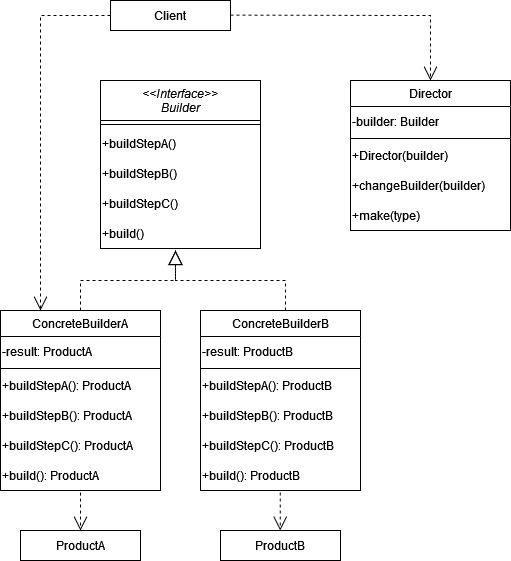 Client
<<Interface>>
Builder
+buildStepA()
+buildStepB()
+buildStepC()
+build()
Director
-builder: Builder
+Director(builder)
+changeBuilder(builder)
+make(type)
ConcreteBuilderA
-result: ProductA
+buildStepA(): ProductA
+buildStepB(): ProductA
+buildStepC(): ProductA
+build(): ProductA
ConcreteBuilderB
-result: ProductB
+buildStepA(): ProductB
+buildStepB(): ProductB
+buildStepC(): ProductB
+build(): ProductB
ProductA
ProductB